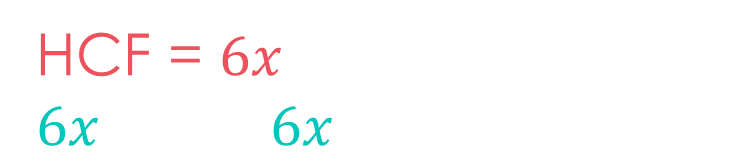 HCF = 6x
6x 6x